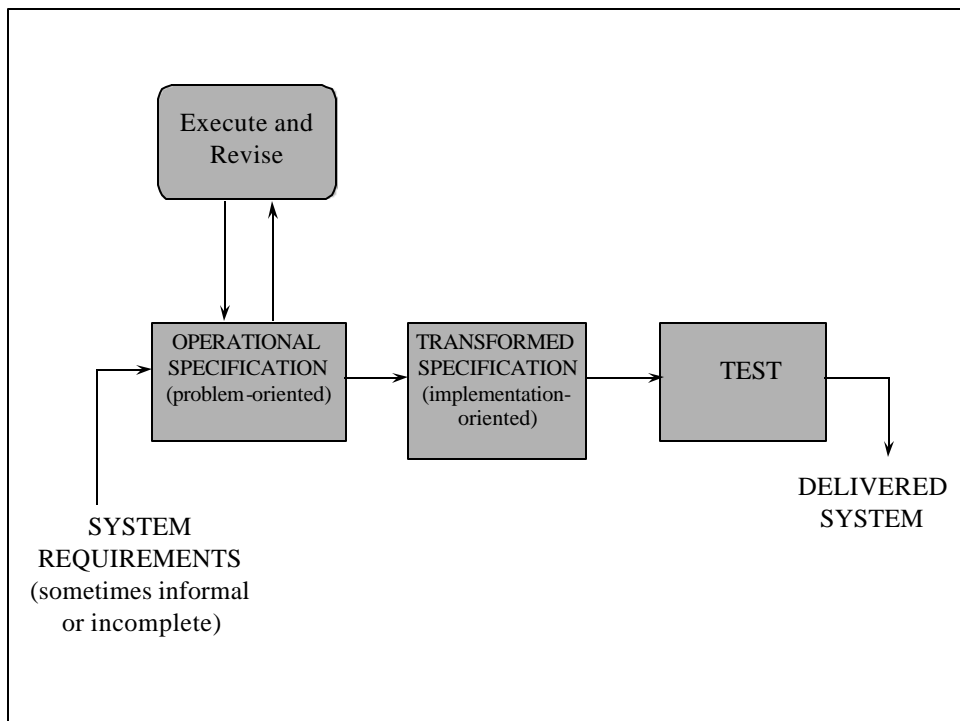 Execute and
Revise
OPERATIONAL
SPECIFICATION
(problem-oriented)
TRANSFORMED
SPECIFICATION
(implementation-
oriented)
TEST
DELIVERED
SYSTEM
SYSTEM
REQUIREMENTS
(sometimes informal
or incomplete)